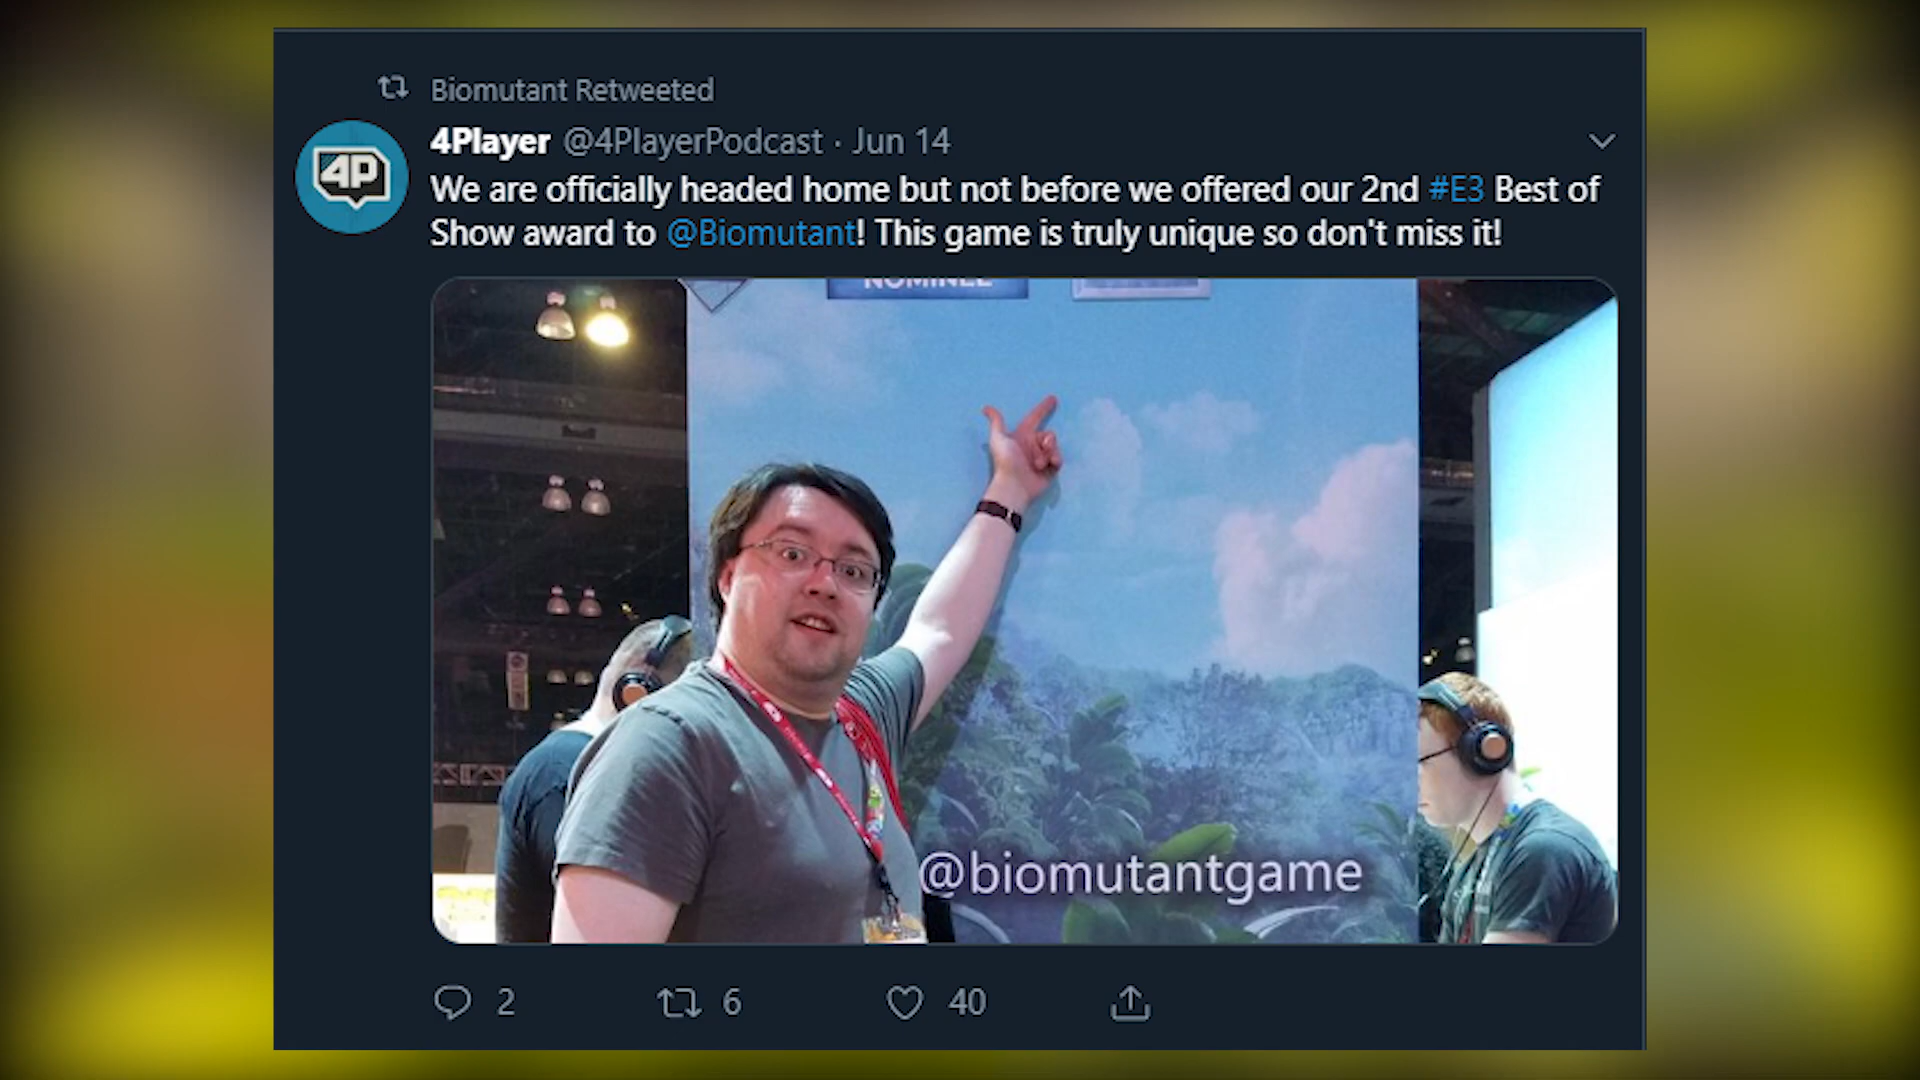 Biomutant Retweeted
4P
4Player @4PlayerPodcast · Jun 14
We are officially headed home but not before we offered our 2nd #E3 Best of
Show award to @Biomutant! This game is truly unique so don't miss it!
NOMINEE
@biomutantgame
2 6 40